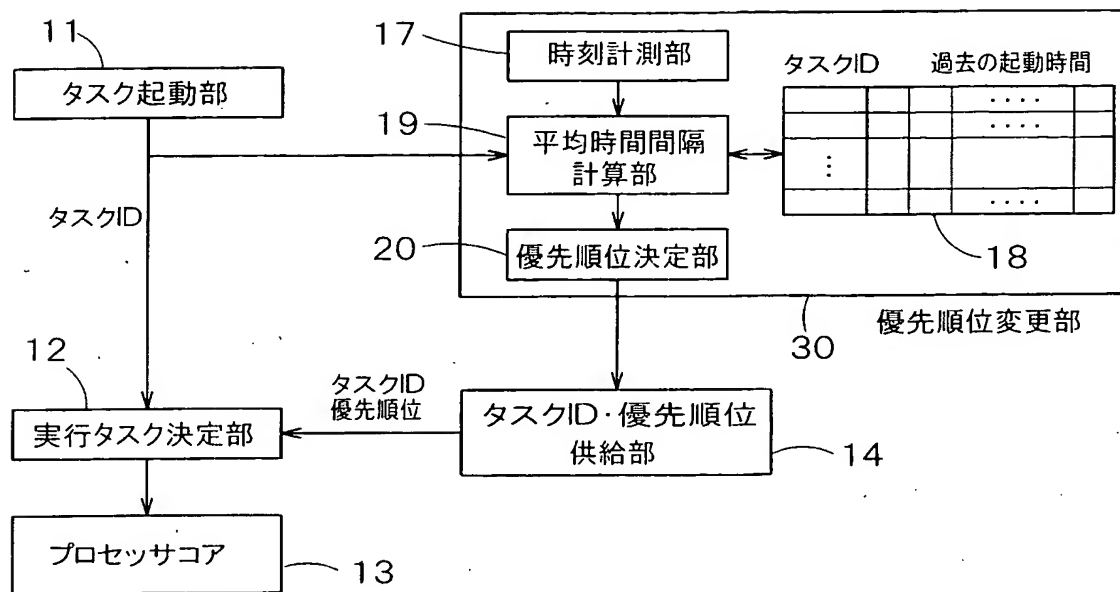 11
タスク起動部
17
時刻計測部
タスクID
過去の起動時間
‥‥
‥‥
19
平均時間間隔
計算部
⋮
‥‥
タスクID
20
優先順位決定部
18
優先順位変更部
30
12
タスクID
優先順位
実行タスク決定部
タスクID・優先順位
供給部
14
プロセッサコア
13